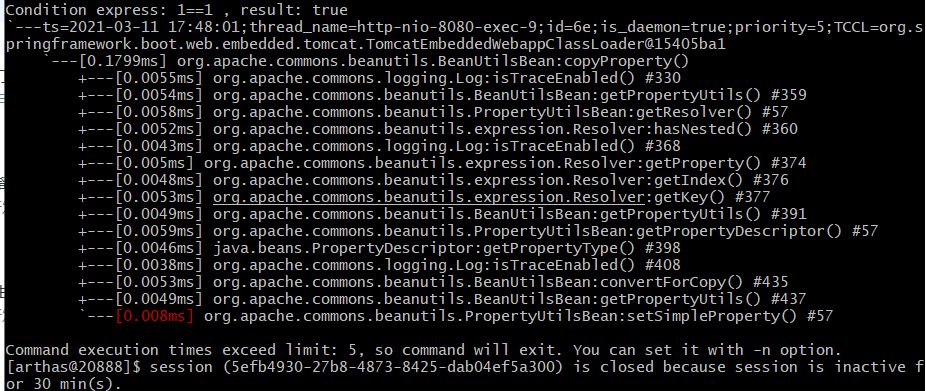 Condition express: 1==1 , result: true
`---ts=2021-03-11 17:48:01;thread_name=http-nio-8080-exec-9;id=6e;is_daemon=true;priority=5;TCCL=org.s
pringframework.boot.web.embedded.tomcat.TomcatEmbeddedWebappClassLoader@15405ba1
    `---[0.1799ms] org.apache.commons.beanutils.BeanUtilsBean:copyProperty()
        +---[0.0055ms] org.apache.commons.logging.Log:isTraceEnabled() #330
        +---[0.0054ms] org.apache.commons.beanutils.BeanUtilsBean:getPropertyUtils() #359
        +---[0.0058ms] org.apache.commons.beanutils.PropertyUtilsBean:getResolver() #57
        +---[0.0052ms] org.apache.commons.beanutils.expression.Resolver:hasNested() #360
        +---[0.0043ms] org.apache.commons.logging.Log:isTraceEnabled() #368
        +---[0.005ms] org.apache.commons.beanutils.expression.Resolver:getProperty() #374
        +---[0.0048ms] org.apache.commons.beanutils.expression.Resolver:getIndex() #376
        +---[0.0053ms] org.apache.commons.beanutils.expression.Resolver:getKey() #377
        +---[0.0049ms] org.apache.commons.beanutils.BeanUtilsBean:getPropertyUtils() #391
        +---[0.0059ms] org.apache.commons.beanutils.PropertyUtilsBean:getPropertyDescriptor() #57
        +---[0.0046ms] java.beans.PropertyDescriptor:getPropertyType() #398
        +---[0.0038ms] org.apache.commons.logging.Log:isTraceEnabled() #408
        +---[0.0053ms] org.apache.commons.beanutils.BeanUtilsBean:convertForCopy() #435
        +---[0.0049ms] org.apache.commons.beanutils.BeanUtilsBean:getPropertyUtils() #437
        `---[0.008ms] org.apache.commons.beanutils.PropertyUtilsBean:setSimpleProperty() #57
Command execution times exceed limit: 5, so command will exit. You can set it with -n option.
[arthas@20888]$ session (5efb4930-27b8-4873-8425-dab04ef5a300) is closed because session is inactive f
or 30 min(s).